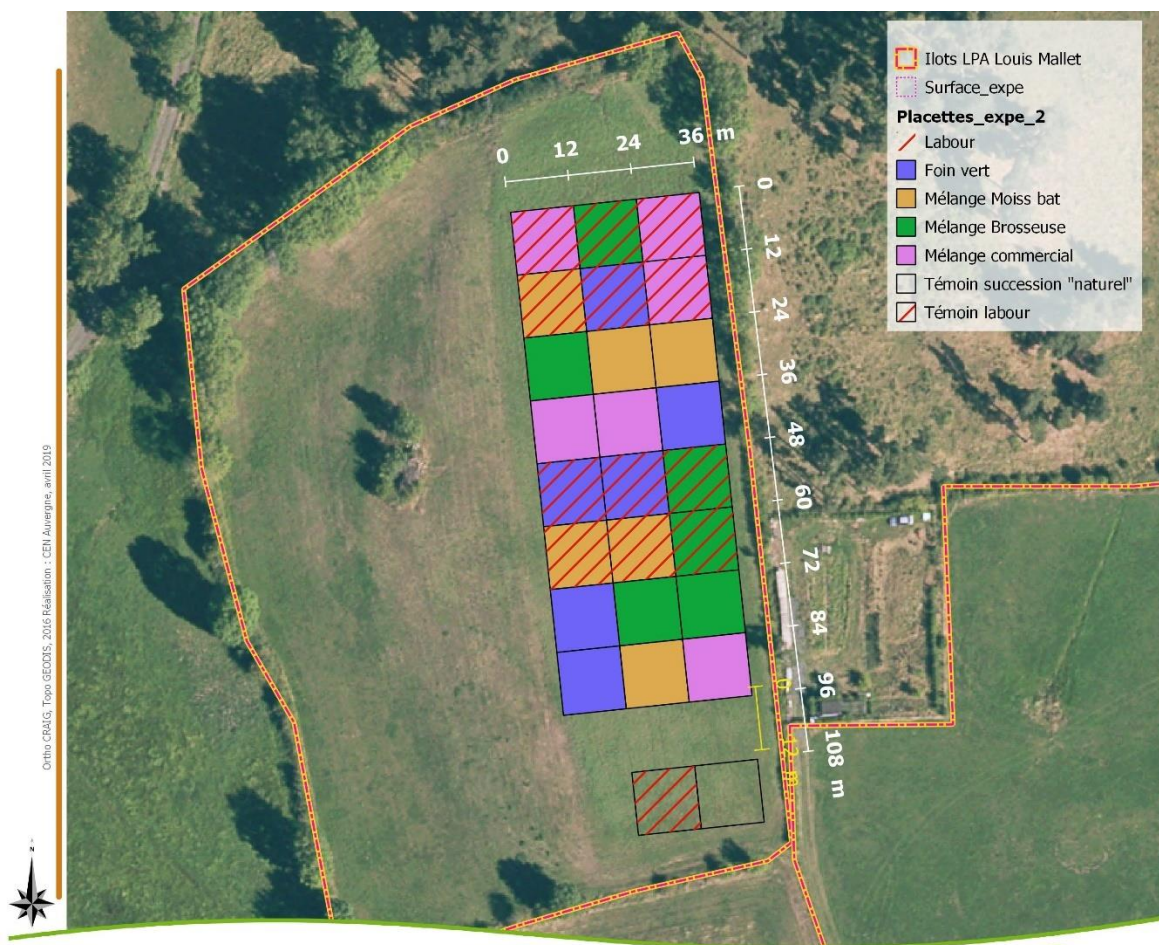 Ilots LPA Louis Mallet
Surface_expe
Placettes_expe_2
Labour
Foin vert
Mélange Moiss bat
Mélange Brosseuse
Mélange commercial
Témoin succession "naturel"
Témoin labour
0 12 24 36 m
0
12
24
36
48
60
72
84
96
108 m
0
12 m
Ortho CRAIG, Topo GEODIS, 2016 Réalisation : CEN Auvergne, avril 2019
N